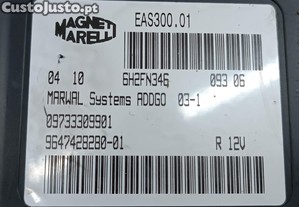 CustoJusto.pt
MAGNETI MARELLI
EAS300.01
04 10 6H2FN346 093 06
MARWAL Systems ADDGO 03-1
09733309901
9647428280-01 R 12V